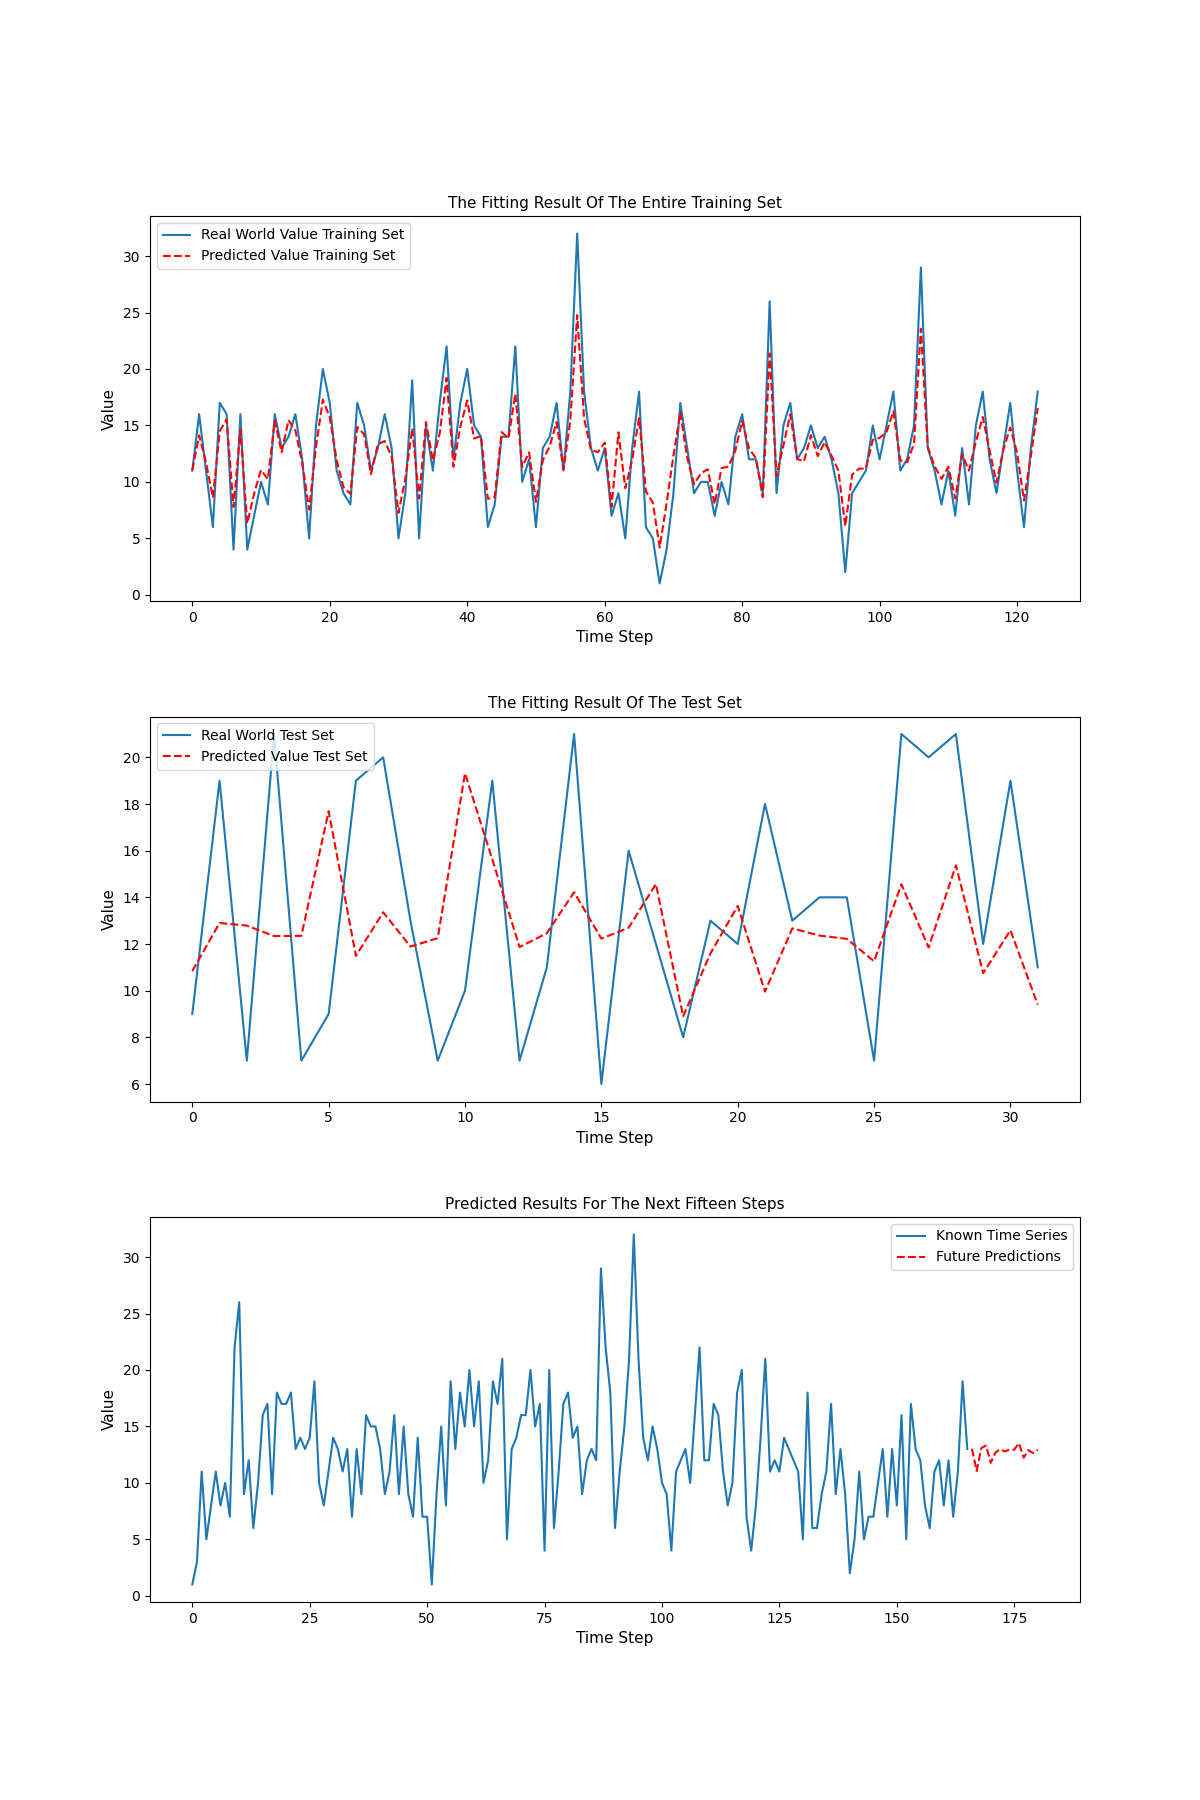 The Fitting Result Of The Entire Training Set
Real World Value Training Set
Predicted Value Training Set
Value
30
25
20
15
10
5
0
0 20 40 60 80 100 120
Time Step
The Fitting Result Of The Test Set
Real World Test Set
Predicted Value Test Set
Value
20
18
16
14
12
10
8
6
0 5 10 15 20 25 30
Time Step
Predicted Results For The Next Fifteen Steps
Known Time Series
Future Predictions
Value
30
25
20
15
10
5
0
0 25 50 75 100 125 150 175
Time Step